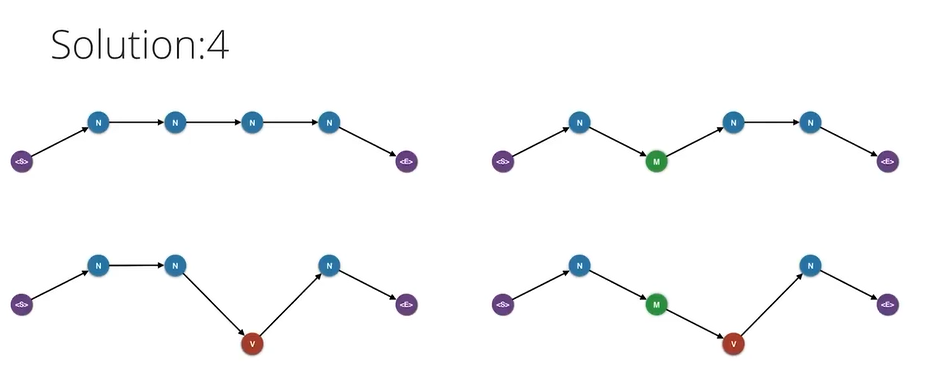 Solution:4
N N N N
<S> <E>
N N N
<S> M <E>
N N N
<S> <E>
V
N N
<S> M <E>
V